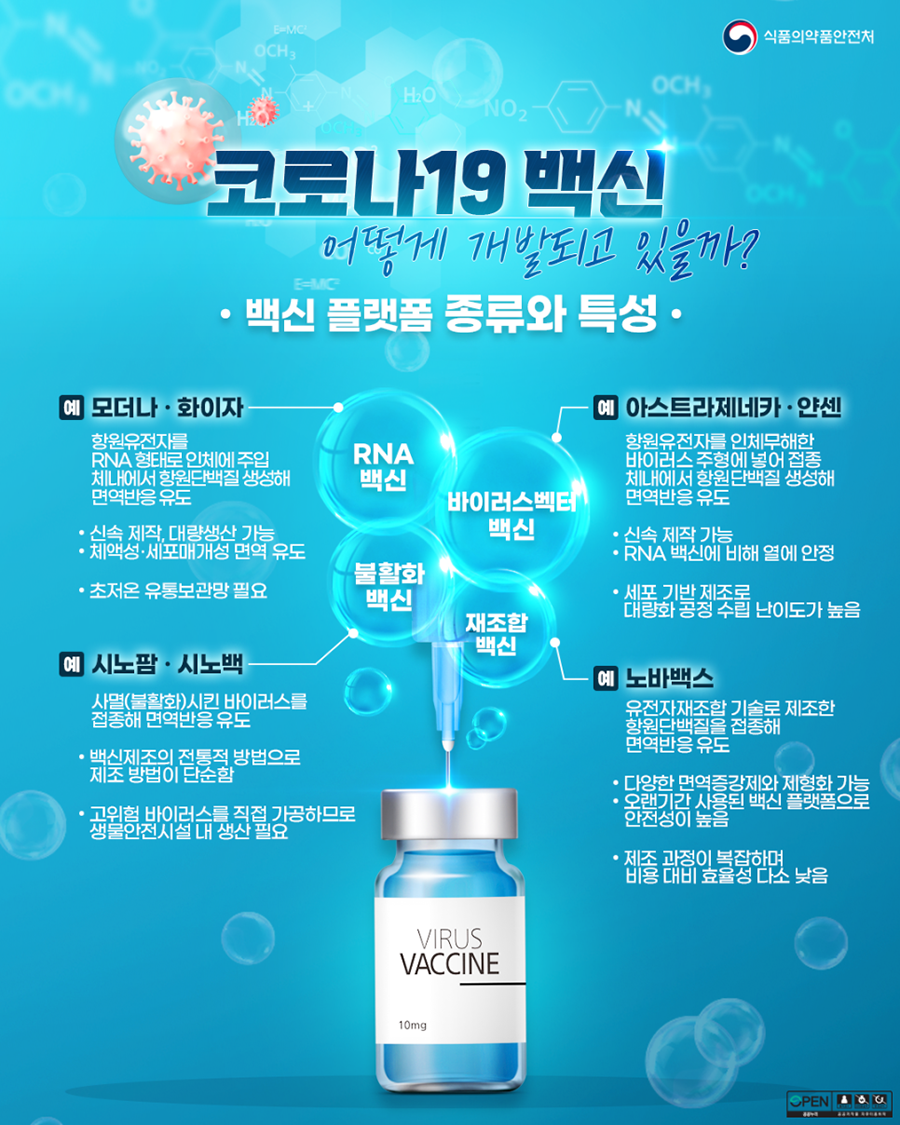 식품의약품안전처
E=MC²
OCH₃
OCH₃
OCH₃
NO₂
N
N
H₂O
H₂O
NO₂
N
OCH₃
N
코로나19 백신
어떻게 개발되고 있을까?
E=MC²
· 백신 플랫폼 종류와 특성 ·
예 모더나 · 화이자
항원유전자를
RNA 형태로 인체에 주입
체내에서 항원단백질 생성해
면역반응 유도
• 신속 제작, 대량생산 가능
• 체액성·세포매개성 면역 유도
• 초저온 유통보관망 필요
RNA
백신
바이러스벡터
백신
불활화
백신
재조합
백신
예 아스트라제네카 · 얀센
항원유전자를 인체무해한
바이러스 주형에 넣어 접종
체내에서 항원단백질 생성해
면역반응 유도
• 신속 제작 가능
• RNA 백신에 비해 열에 안정
• 세포 기반 제조로
대량화 공정 수립 난이도가 높음
예 시노팜 · 시노백
사멸(불활화)시킨 바이러스를
접종해 면역반응 유도
• 백신제조의 전통적 방법으로
제조 방법이 단순함
• 고위험 바이러스를 직접 가공하므로
생물안전시설 내 생산 필요
예 노바백스
유전자재조합 기술로 제조한
항원단백질을 접종해
면역반응 유도
• 다양한 면역증강제와 제형화 가능
• 오랜기간 사용된 백신 플랫폼으로
안전성이 높음
• 제조 과정이 복잡하며
비용 대비 효율성 다소 낮음
VIRUS
VACCINE
10mg
OPEN
공공누리